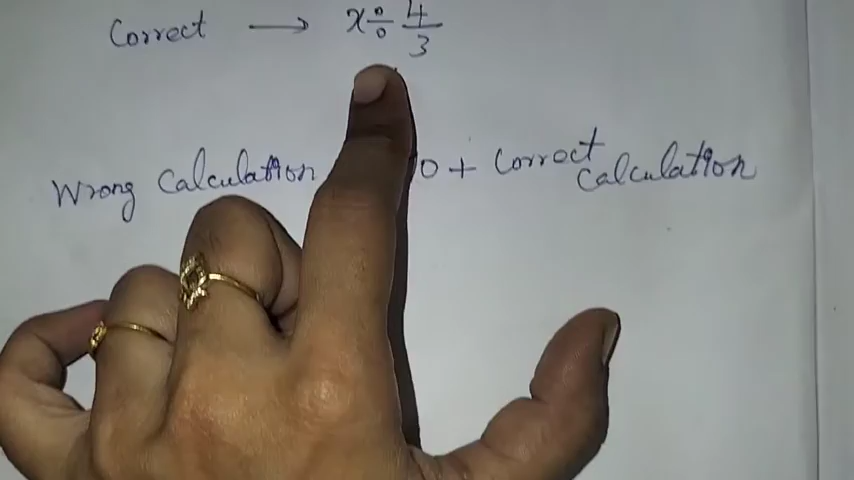 Correct → x ÷ 4/3
Wrong Calculation 0 + Correct Calculation